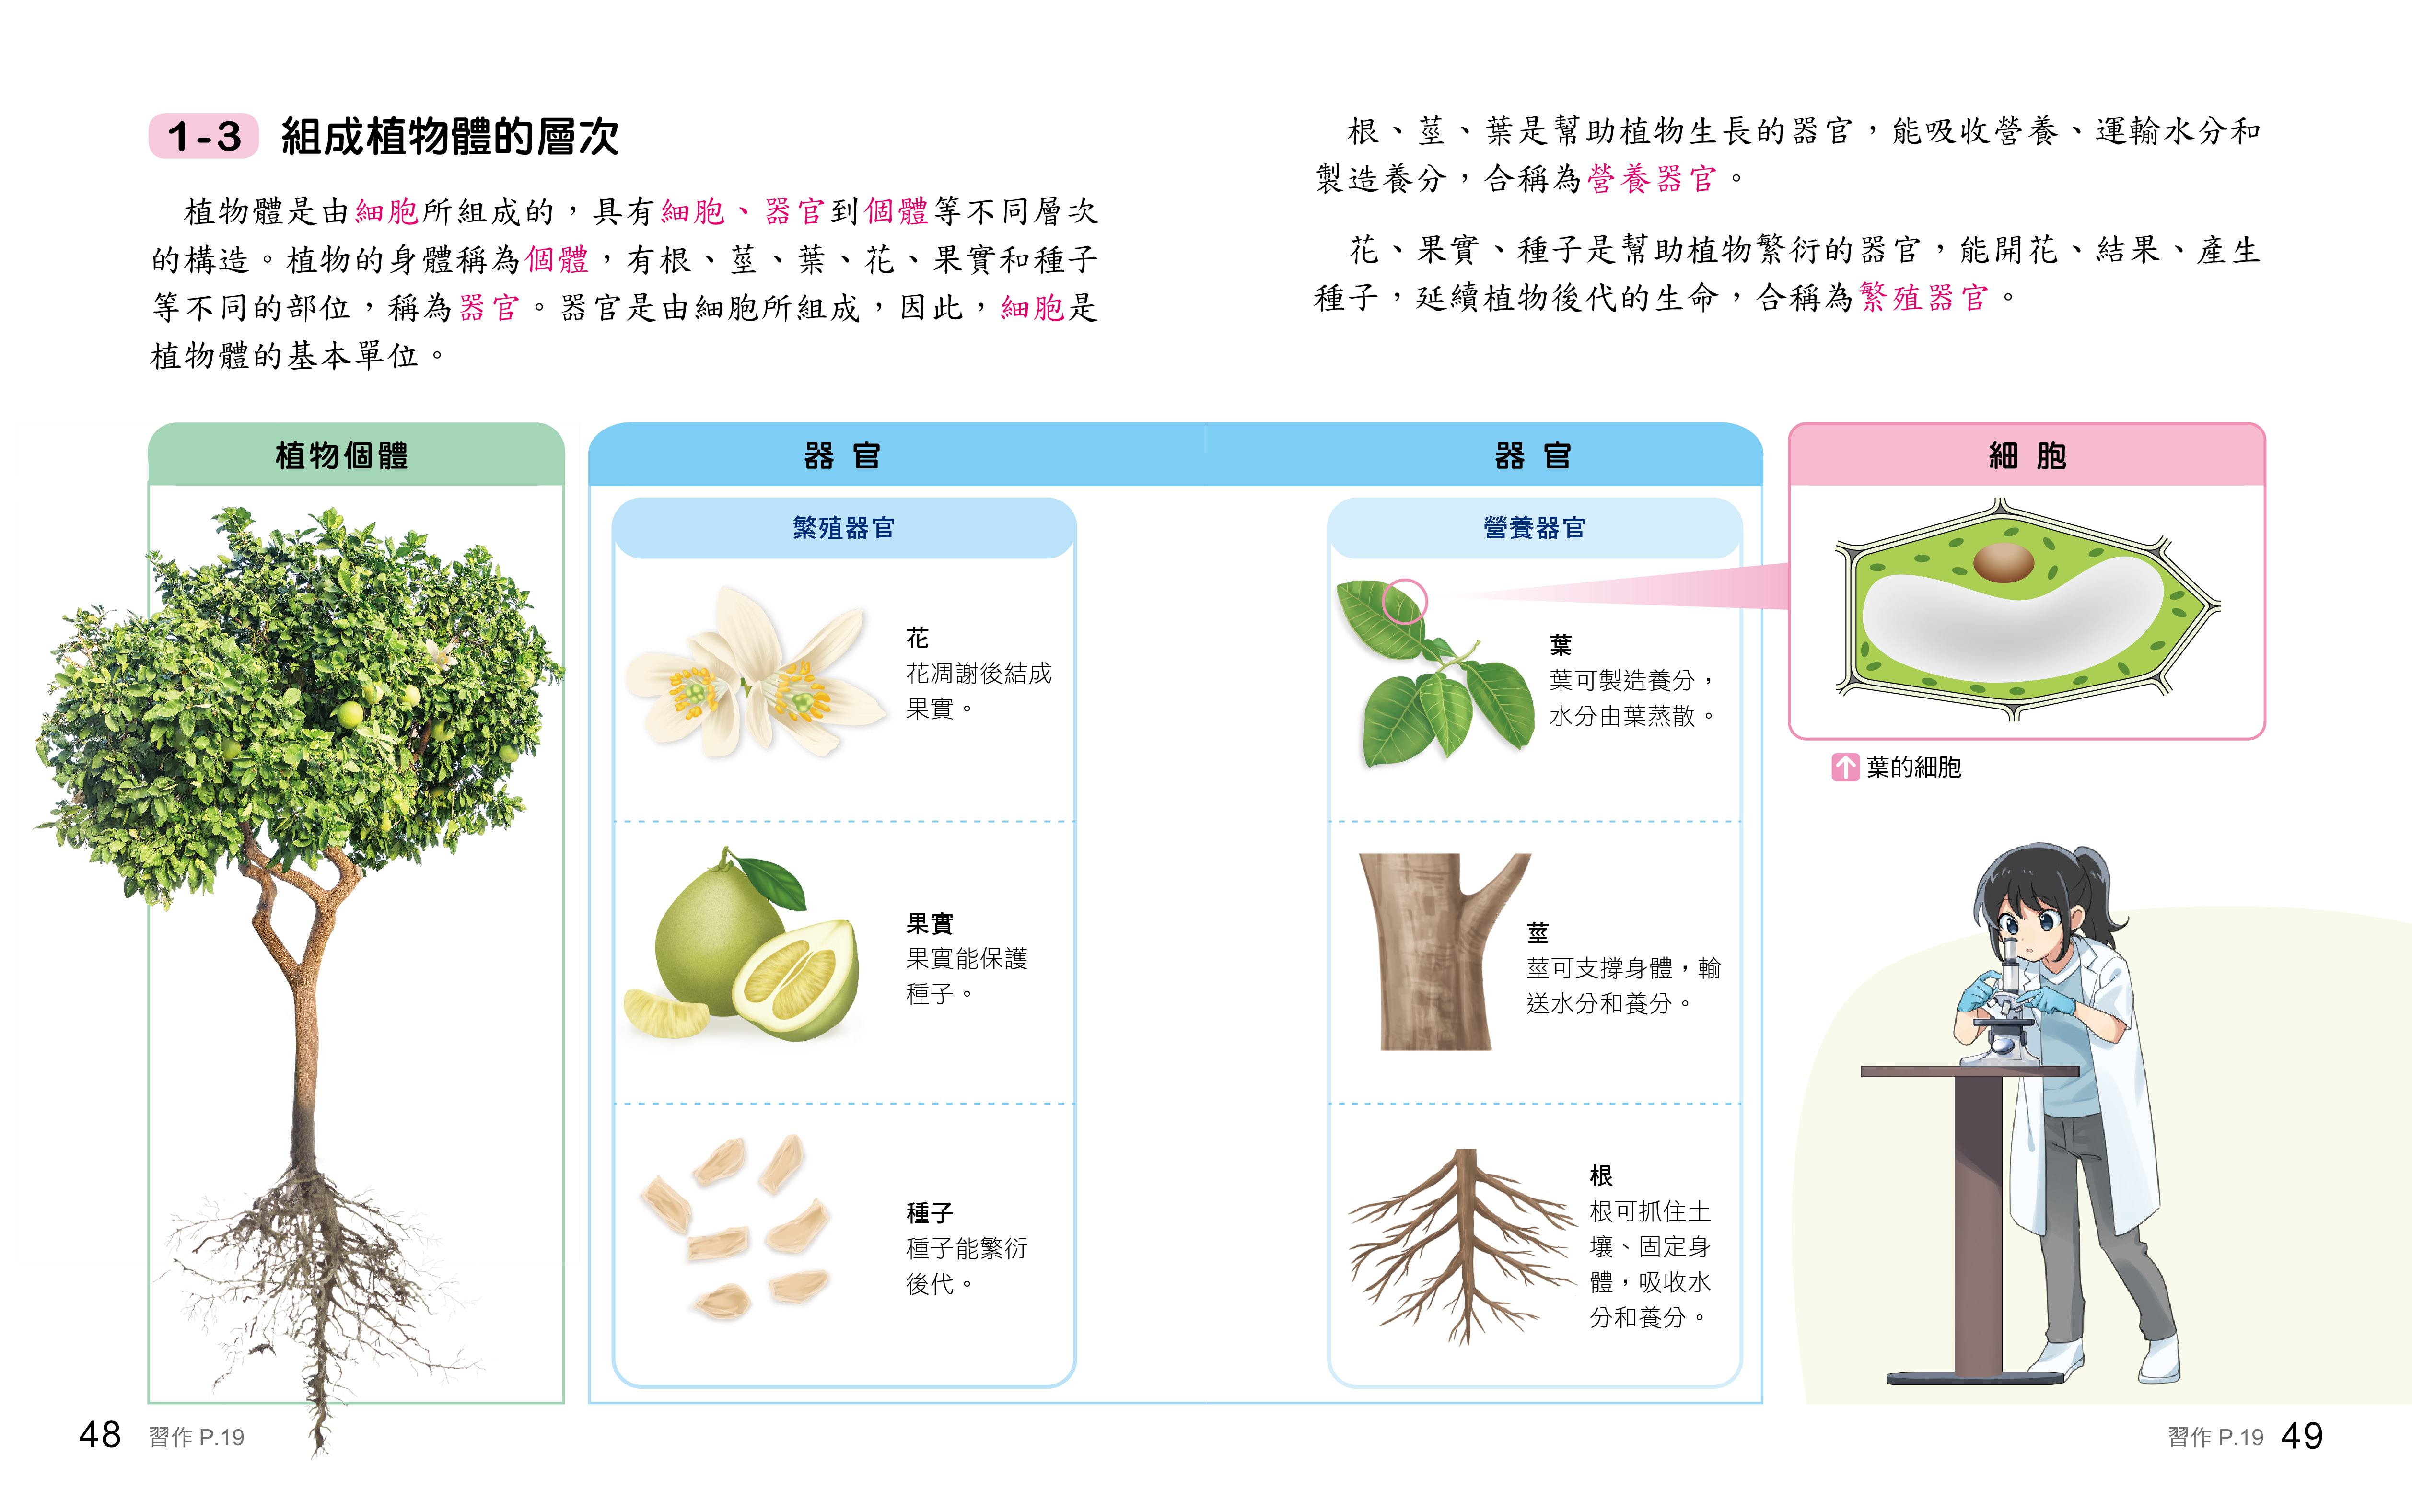 1-3 組成植物體的層次
植物體是由細胞所組成的，具有細胞、器官到個體等不同層次
的構造。植物的身體稱為個體，有根、莖、葉、花、果實和種子
等不同的部位，稱為器官。器官是由細胞所組成，因此，細胞是
植物體的基本單位。
根、莖、葉是幫助植物生長的器官，能吸收營養、運輸水分和
製造養分，合稱為營養器官。
花、果實、種子是幫助植物繁衍的器官，能開花、結果、產生
種子，延續植物後代的生命，合稱為繁殖器官。
植物個體
器官
繁殖器官
花
花凋謝後結成
果實。
果實
果實能保護
種子。
種子
種子能繁衍
後代。
器官
營養器官
葉
葉可製造養分，
水分由葉蒸散。
莖
莖可支撐身體，輸
送水分和養分。
根
根可抓住土
壤、固定身
體，吸收水
分和養分。
細胞
葉的細胞
48 習作 P.19
習作 P.19 49